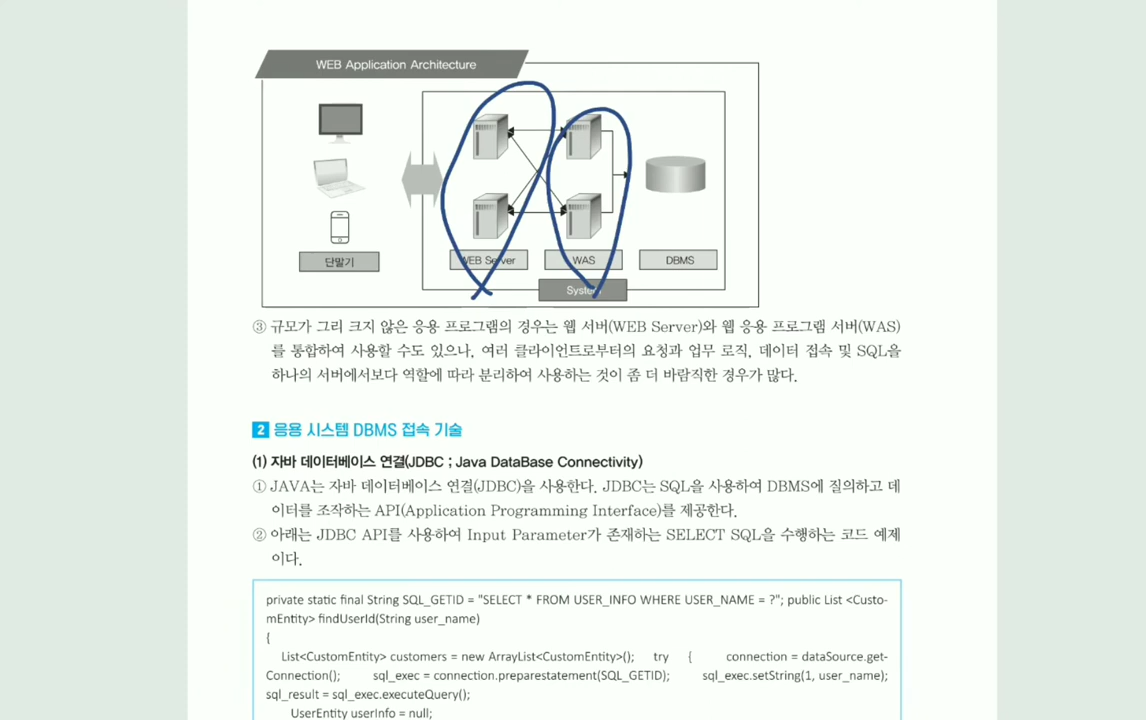 WEB Application Architecture
단말기
WEB Server
WAS
DBMS
System
③ 규모가 그리 크지 않은 응용 프로그램의 경우는 웹 서버(WEB Server)와 웹 응용 프로그램 서버(WAS)
를 통합하여 사용할 수도 있으나, 여러 클라이언트로부터의 요청과 업무 로직, 데이터 접속 및 SQL을
하나의 서버에서보다 역할에 따라 분리하여 사용하는 것이 좀 더 바람직한 경우가 많다.
2 응용 시스템 DBMS 접속 기술
(1) 자바 데이터베이스 연결(JDBC ; Java DataBase Connectivity)
① JAVA는 자바 데이터베이스 연결(JDBC)을 사용한다. JDBC는 SQL을 사용하여 DBMS에 질의하고 데
이터를 조작하는 API(Application Programming Interface)를 제공한다.
② 아래는 JDBC API를 사용하여 Input Parameter가 존재하는 SELECT SQL을 수행하는 코드 예제
이다.
private static final String SQL_GETID = "SELECT * FROM USER_INFO WHERE USER_NAME = ?"; public List <Custo-
mEntity> findUserId(String user_name)
{
List<CustomEntity> customers = new ArrayList<CustomEntity>(); try { connection = dataSource.get-
Connection(); sql_exec = connection.preparestatement(SQL_GETID); sql_exec.setString(1, user_name);
sql_result = sql_exec.executeQuery();
UserEntity userInfo = null;